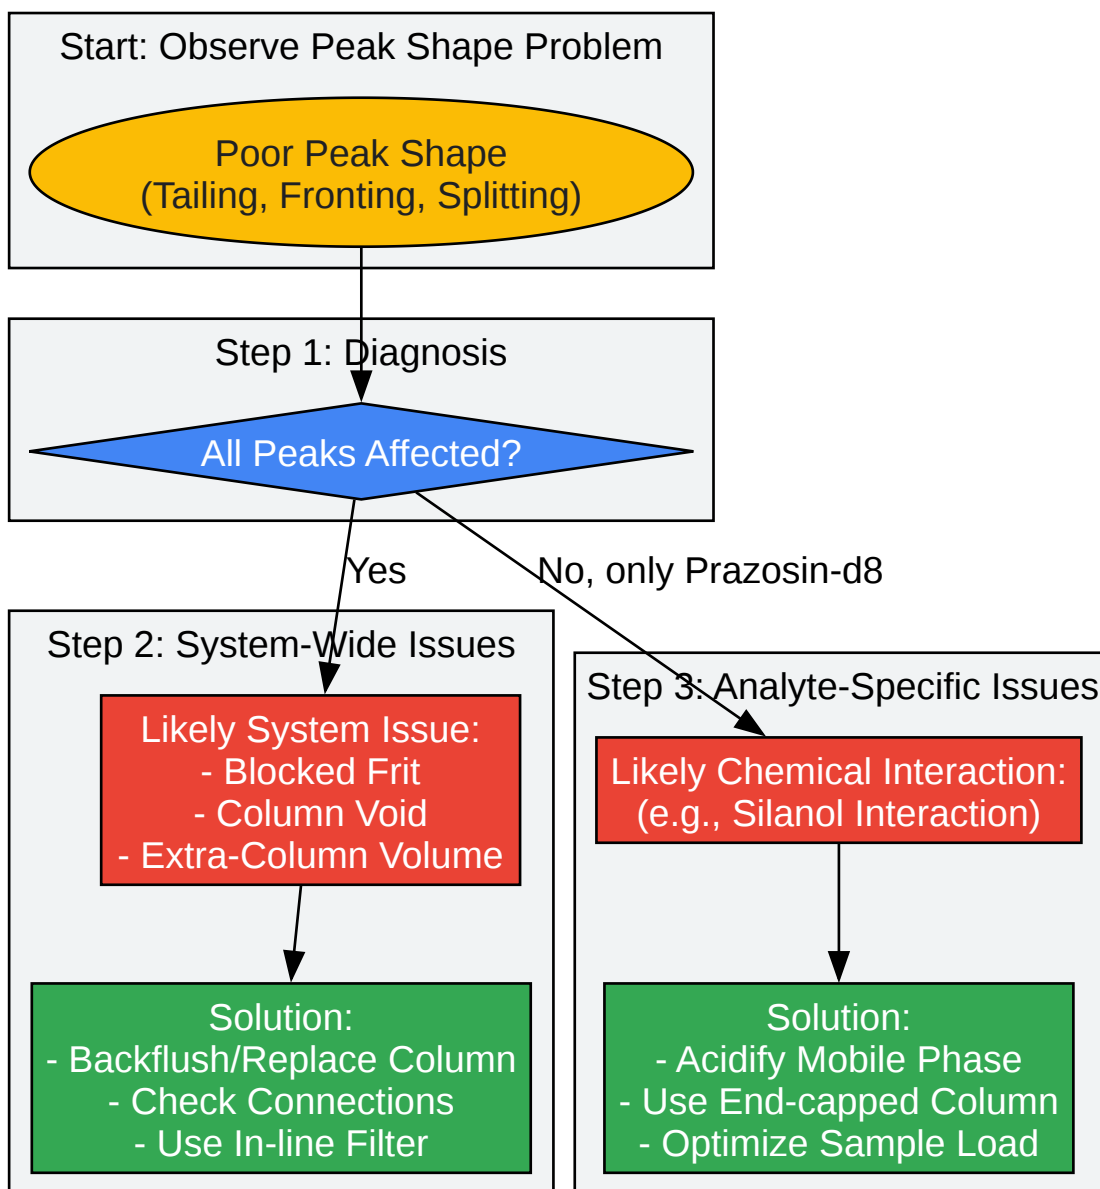 Start: Observe Peak Shape Problem
Poor Peak Shape
(Tailing, Fronting, Splitting)
Step 1: Diagnosis
All Peaks Affected?
Yes
No, only Prazosin-d8
Step 2: System-Wide Issues
Likely System Issue:
- Blocked Frit
- Column Void
- Extra-Column Volume
Solution:
- Backflush/Replace Column
- Check Connections
- Use In-line Filter
Step 3: Analyte-Specific Issues
Likely Chemical Interaction:
(e.g., Silanol Interaction)
Solution:
- Acidify Mobile Phase
- Use End-capped Column
- Optimize Sample Load